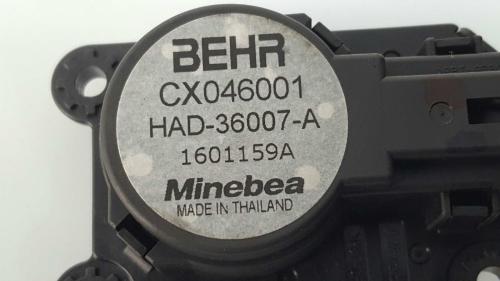 BEHR
CX046001
HAD-36007-A
1601159A
Minebea
MADE IN THAILAND